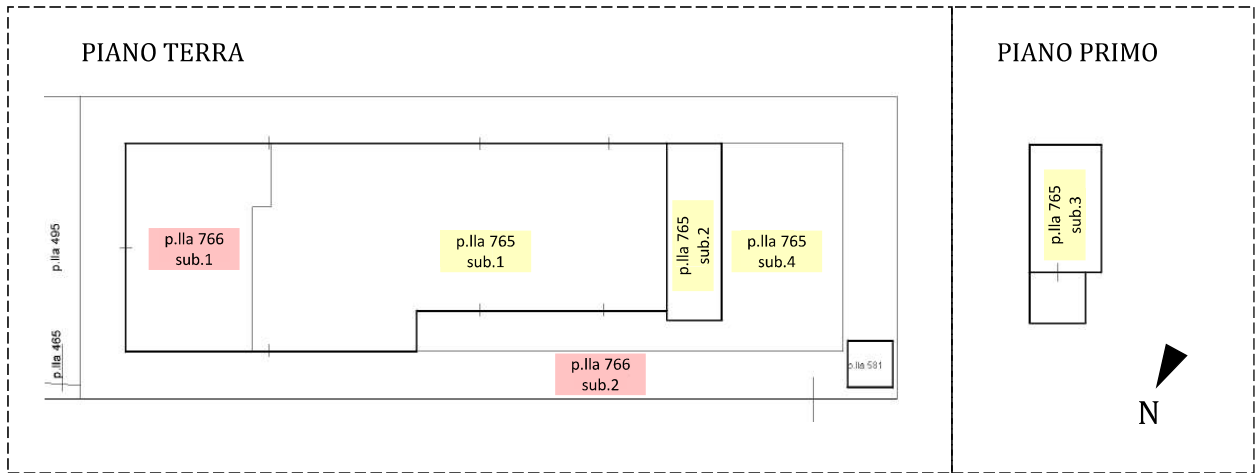 PIANO TERRA
PIANO PRIMO
p.lla 495
p.lla 766
sub.1
p.lla 765
sub.1
p.lla 765
sub.2
p.lla 765
sub.4
p.lla 765
sub.3
p.lla 465
p.lla 766
sub.2
p.lla 581
N